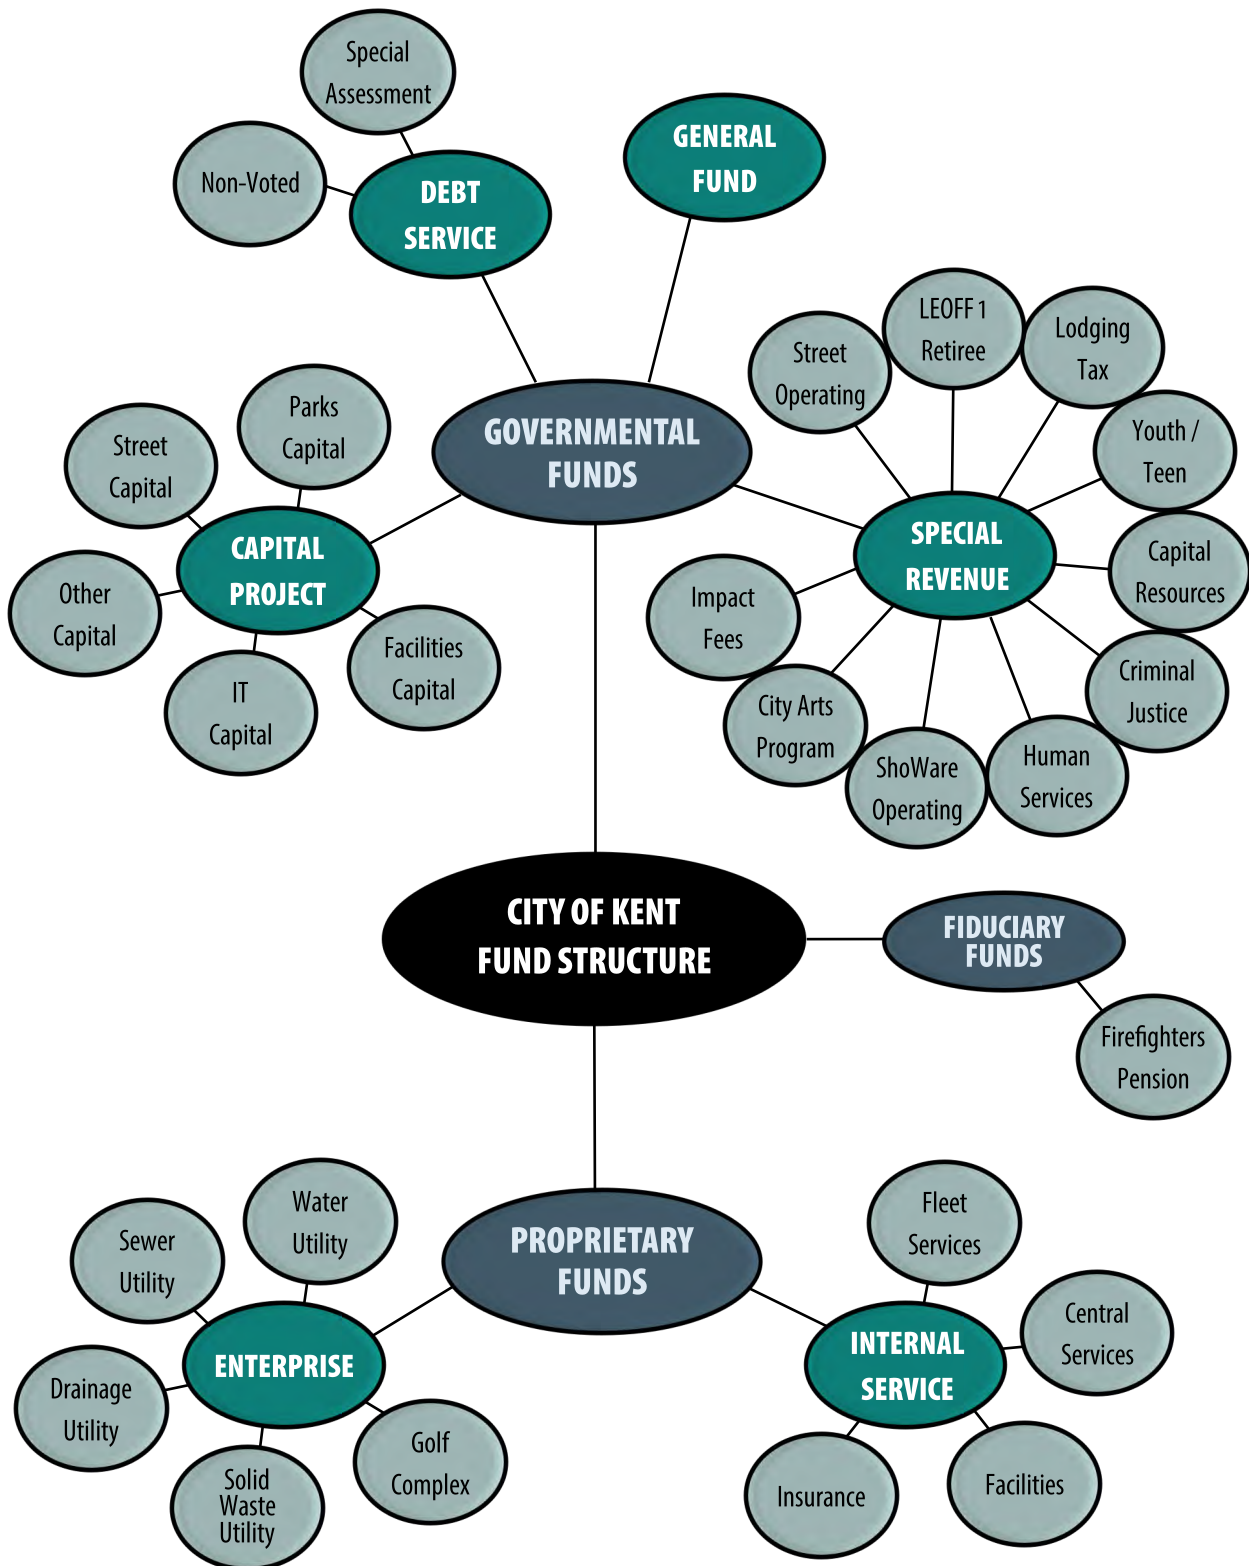 Special
Assessment
Non-Voted
DEBT
SERVICE
GENERAL
FUND
GOVERNMENTAL
FUNDS
Street
Operating
LEOFF 1
Retiree
Lodging
Tax
Youth /
Teen
Capital
Resources
Criminal
Justice
Human
Services
ShoWare
Operating
City Arts
Program
Impact
Fees
SPECIAL
REVENUE
Parks
Capital
Street
Capital
CAPITAL
PROJECT
Other
Capital
IT
Capital
Facilities
Capital
CITY OF KENT
FUND STRUCTURE
FIDUCIARY
FUNDS
Firefighters
Pension
PROPRIETARY
FUNDS
Water
Utility
Sewer
Utility
ENTERPRISE
Drainage
Utility
Solid
Waste
Utility
Golf
Complex
Fleet
Services
Central
Services
INTERNAL
SERVICE
Insurance
Facilities